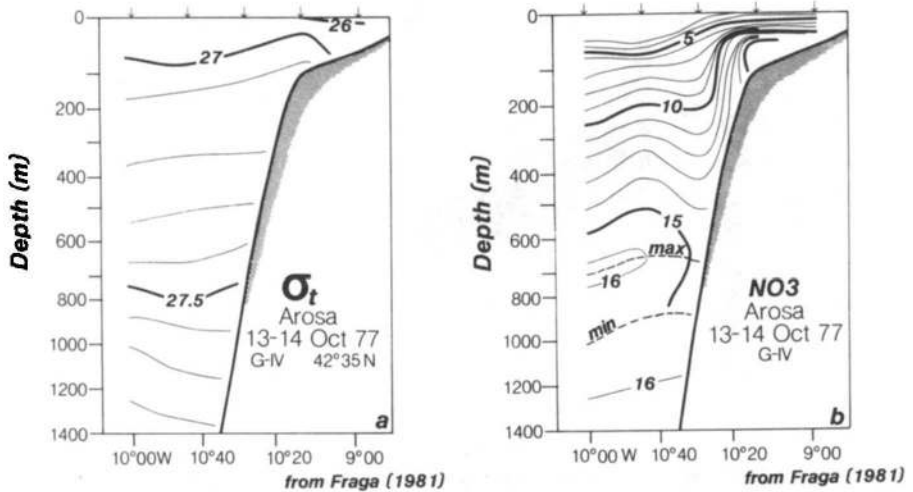 Depth (m)
0
200
400
600
800
1000
1200
1400
26
27
27.5
σt
Arosa
13-14 Oct 77
G-IV 42°35N
a
10°00W 10°40 10°20 9°00
from Fraga (1981)
Depth (m)
0
200
400
600
800
1000
1200
1400
5
10
15
max
16
min
16
NO3
Arosa
13-14 Oct 77
G-IV
b
10°00 W 10°40 10°20 9°00
from Fraga (1981)